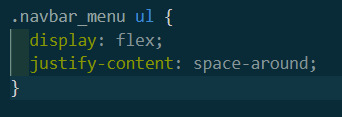 .navbar_menu ul {
  display: flex;
  justify-content: space-around;
}